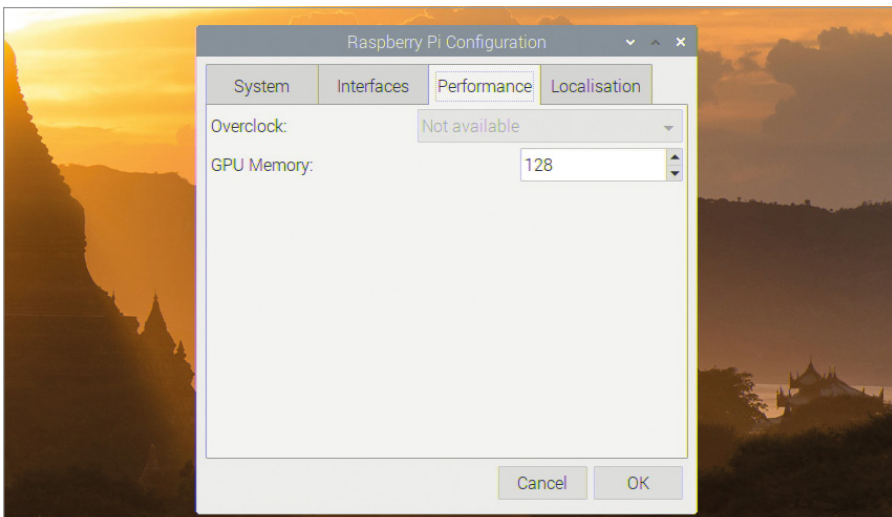 Raspberry Pi Configuration
System Interfaces Performance Localisation
Overclock: Not available
GPU Memory: 128
Cancel OK